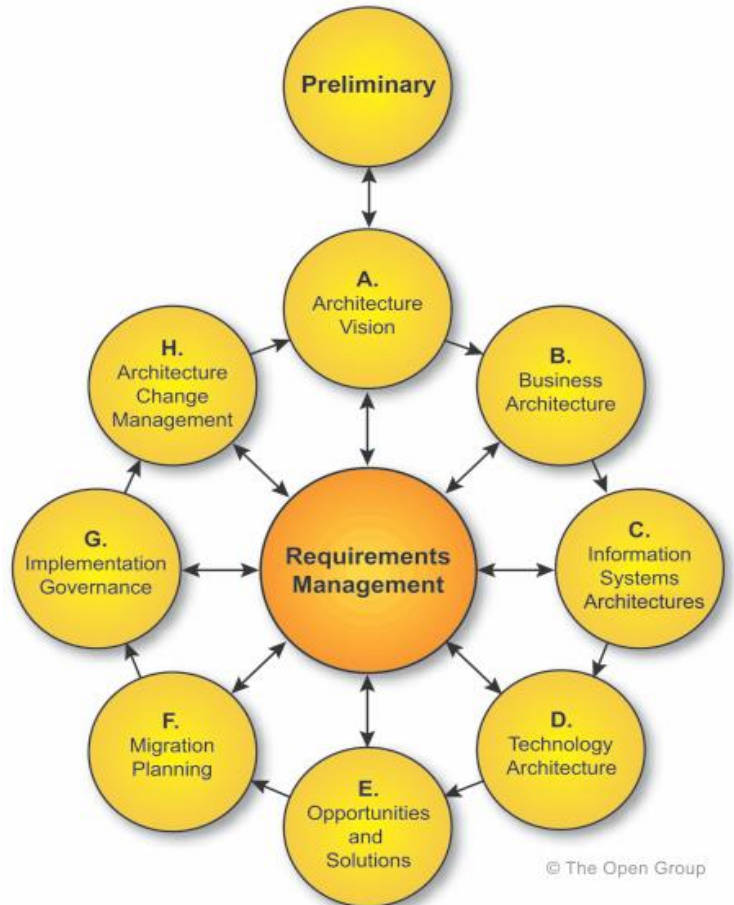 Preliminary
A.
Architecture
Vision
B.
Business
Architecture
C.
Information
Systems
Architectures
D.
Technology
Architecture
E.
Opportunities
and
Solutions
F.
Migration
Planning
G.
Implementation
Governance
H.
Architecture
Change
Management
Requirements
Management
© The Open Group